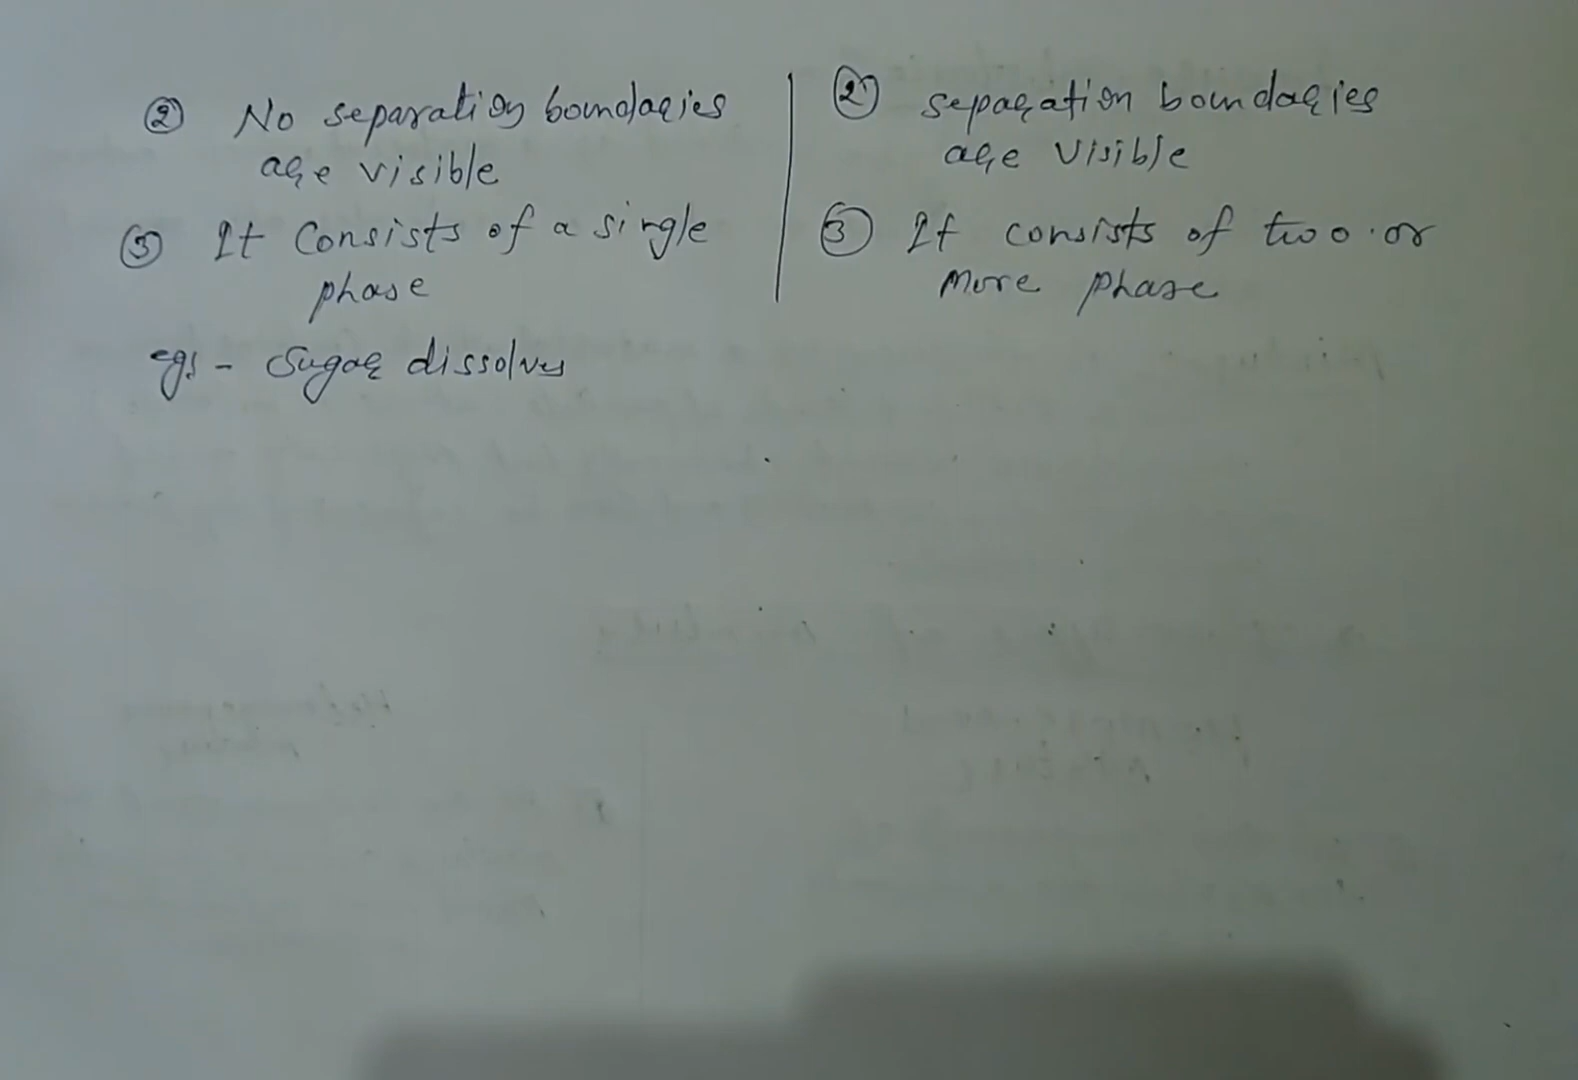 ② No separation boundaries
are visible
③ It Consists of a single
phase
egs - Sugar dissolves
② separation boundaries
are visible
③ It consists of two or
more phase